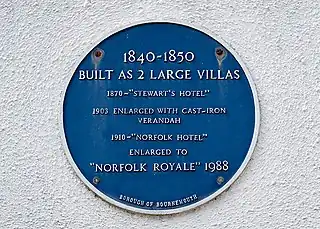 1840-1850
BUILT AS 2 LARGE VILLAS
1870-"STEWART'S HOTEL"
1903 ENLARGED WITH CAST-IRON
VERANDAH
1910-"NORFOLK HOTEL"
ENLARGED TO
"NORFOLK ROYALE" 1988
BOROUGH OF BOURNEMOUTH